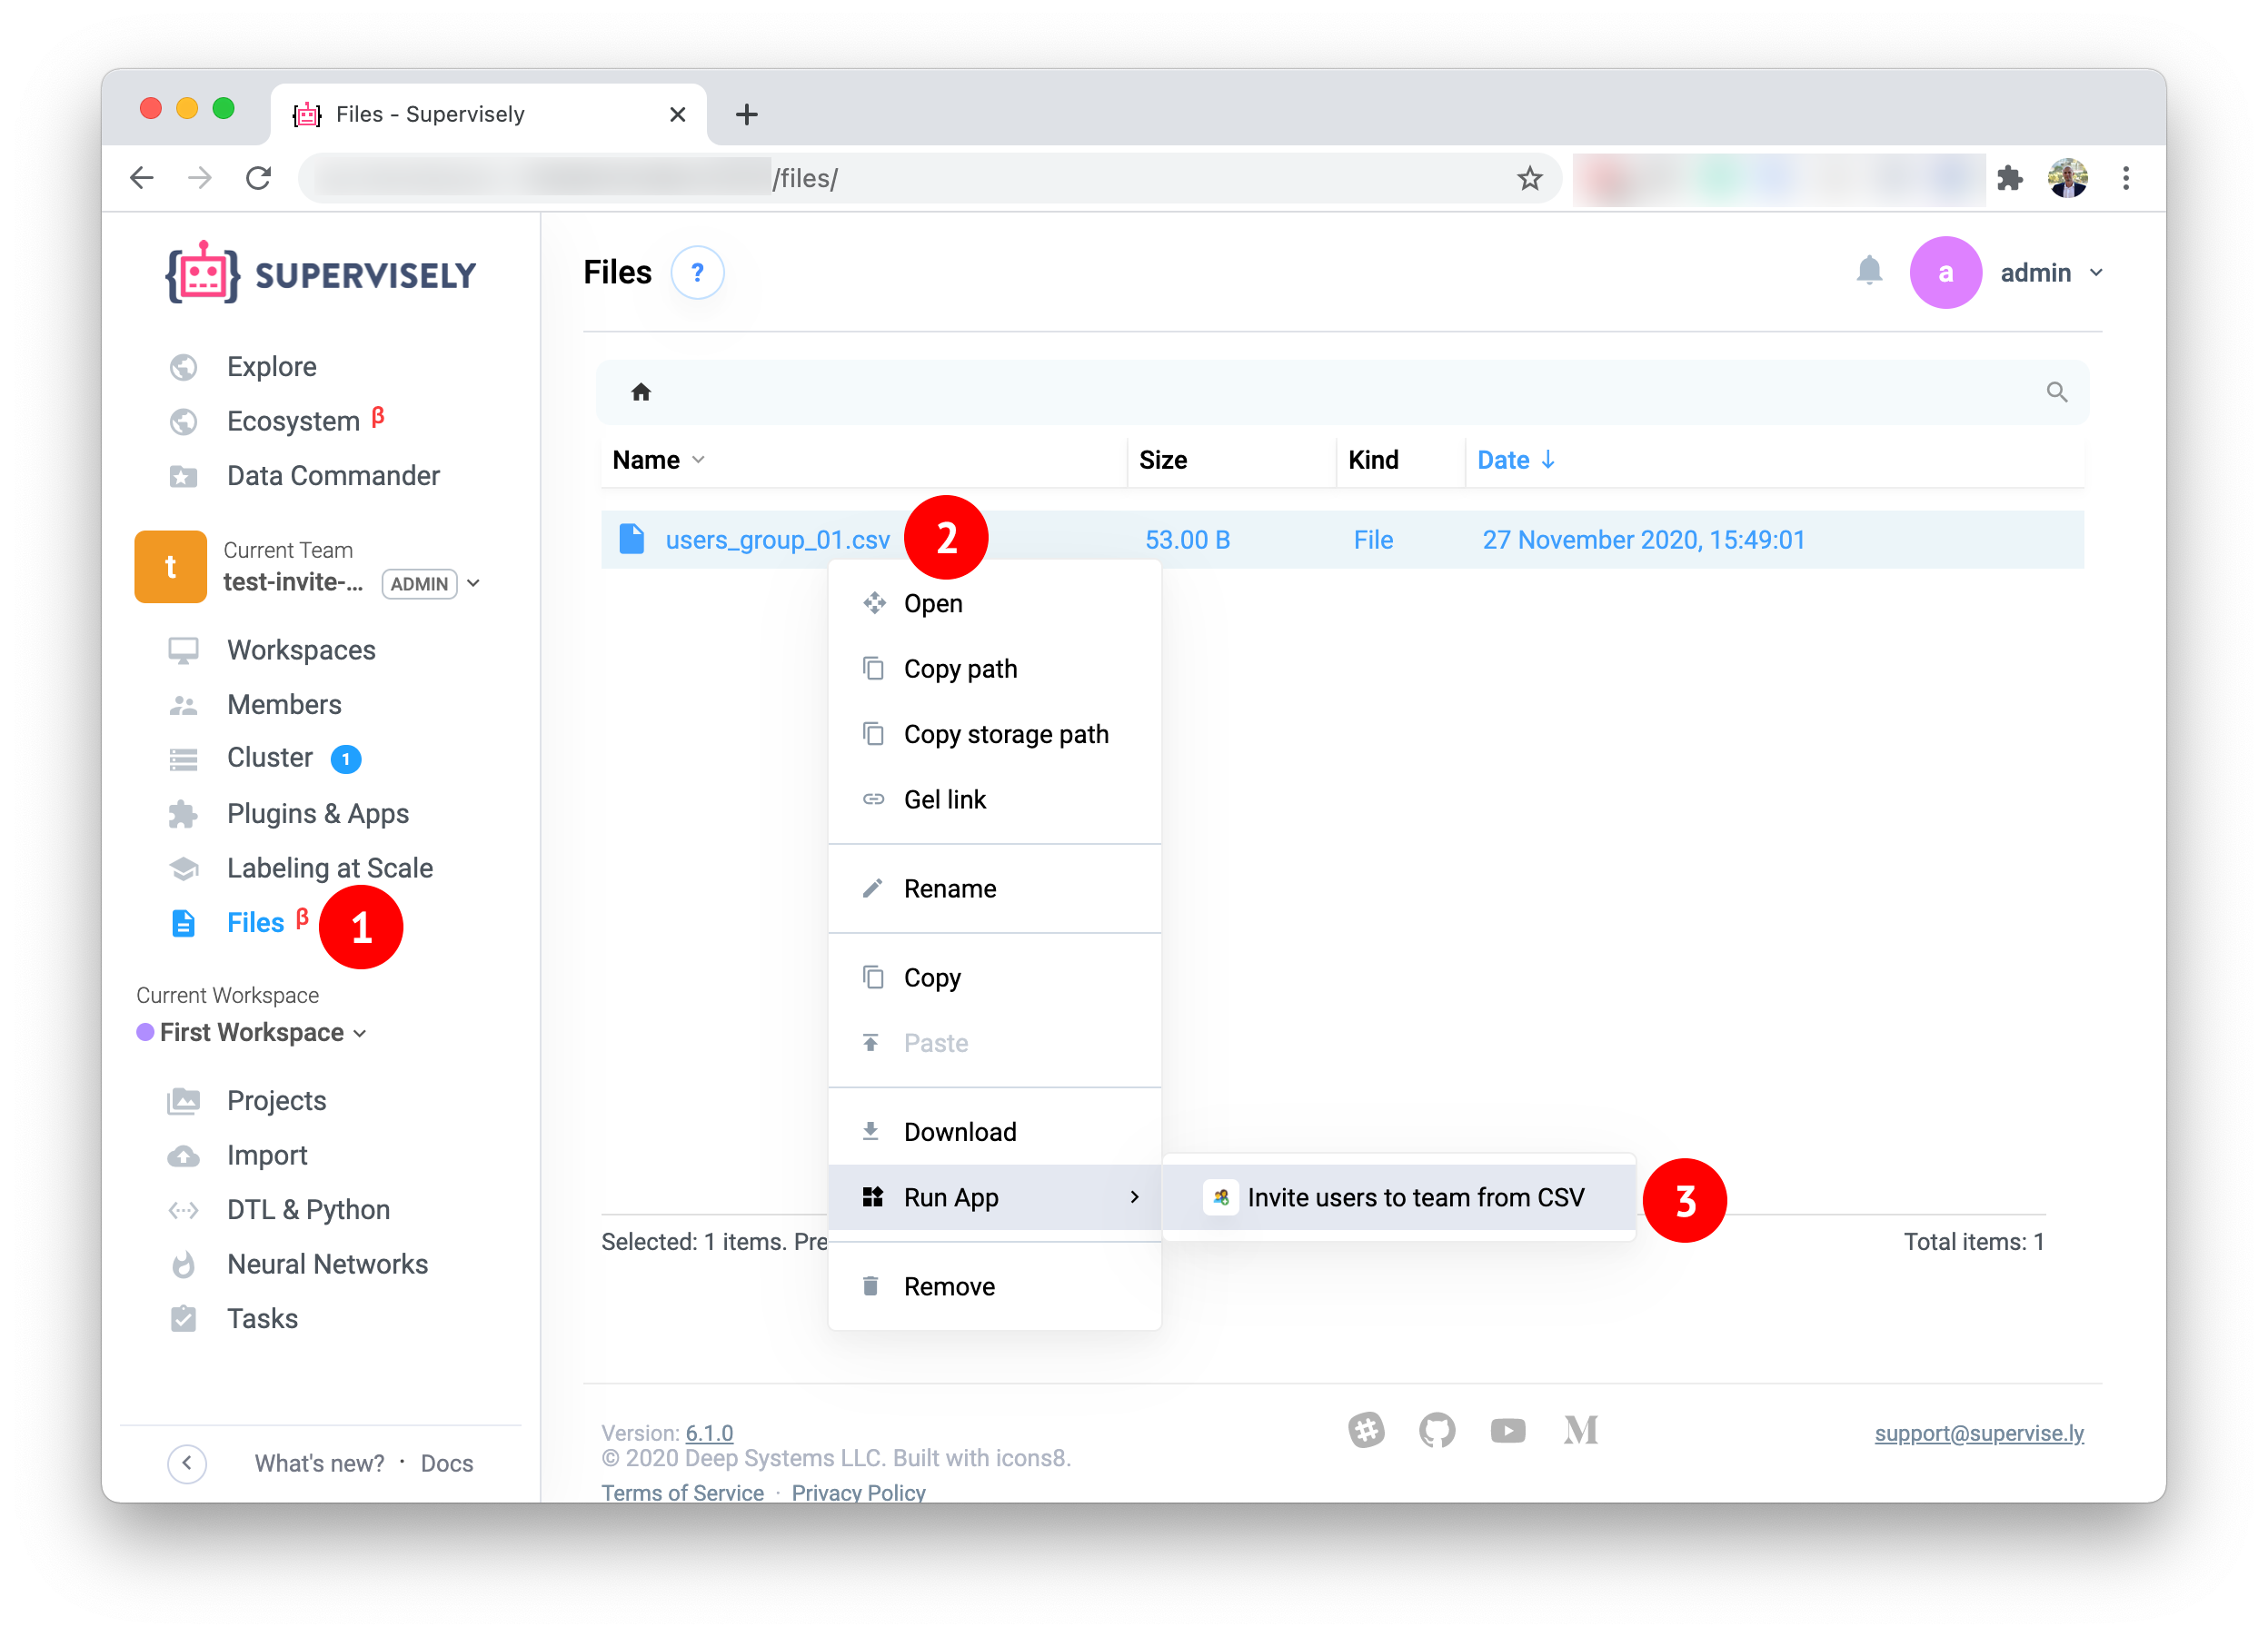 Files - Supervisely
/files/
SUPERVISELY
Explore
Ecosystem β
Data Commander
t
Current Team
test-invite-... ADMIN
Workspaces
Members
Cluster 1
Plugins & Apps
Labeling at Scale
Files β 1
Current Workspace
First Workspace
Projects
Import
DTL & Python
Neural Networks
Tasks
What's new? · Docs
Files ?
a admin
Name Size Kind Date
users_group_01.csv 2 53.00 B File 27 November 2020, 15:49:01
Open
Copy path
Copy storage path
Gel link
Rename
Copy
Paste
Download
Run App Invite users to team from CSV 3
Remove
Selected: 1 items. Pre
Total items: 1
Version: 6.1.0
© 2020 Deep Systems LLC. Built with icons8.
Terms of Service · Privacy Policy
M
support@supervise.ly